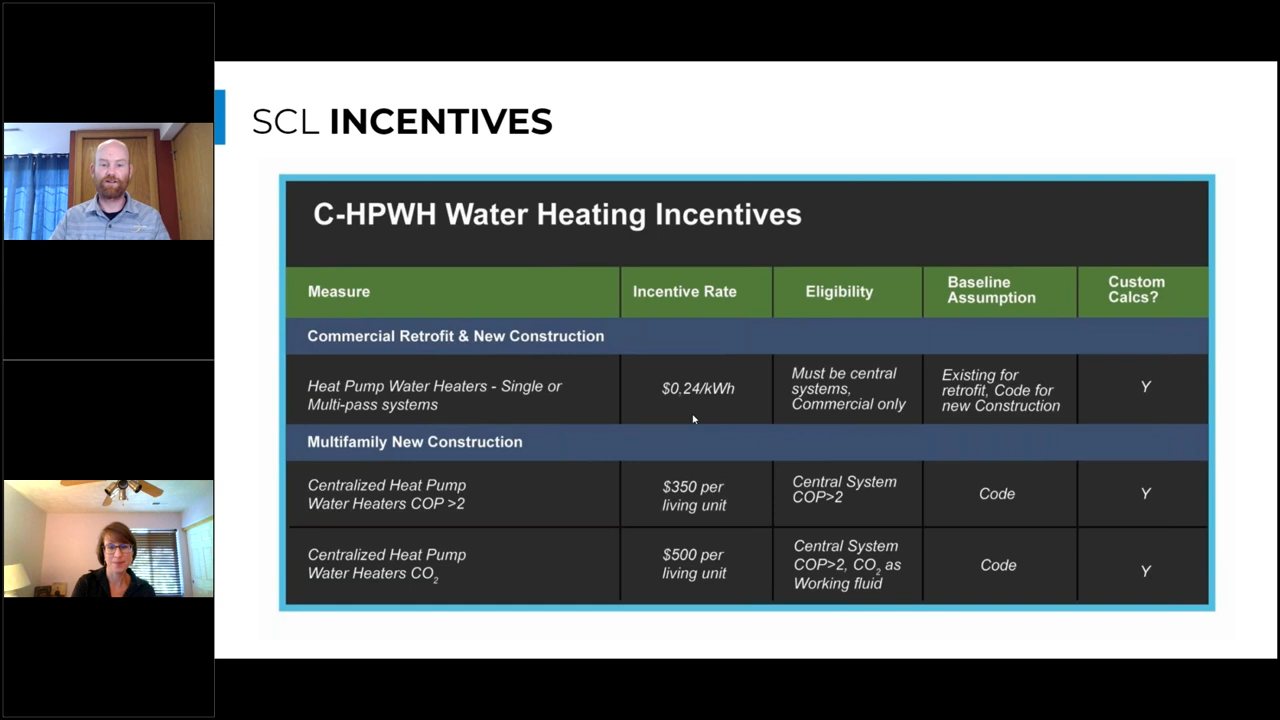 SCL INCENTIVES
C-HPWH Water Heating Incentives
Measure
Incentive Rate
Eligibility
Baseline
Assumption
Custom
Calcs?
Commercial Retrofit & New Construction
Heat Pump Water Heaters - Single or
Multi-pass systems
$0.24/kWh
Must be central
systems,
Commercial only
Existing for
retrofit, Code for
new Construction
Y
Multifamily New Construction
Centralized Heat Pump
Water Heaters COP >2
$350 per
living unit
Central System
COP>2
Code
Y
Centralized Heat Pump
Water Heaters CO2
$500 per
living unit
Central System
COP>2, CO2 as
Working fluid
Code
Y